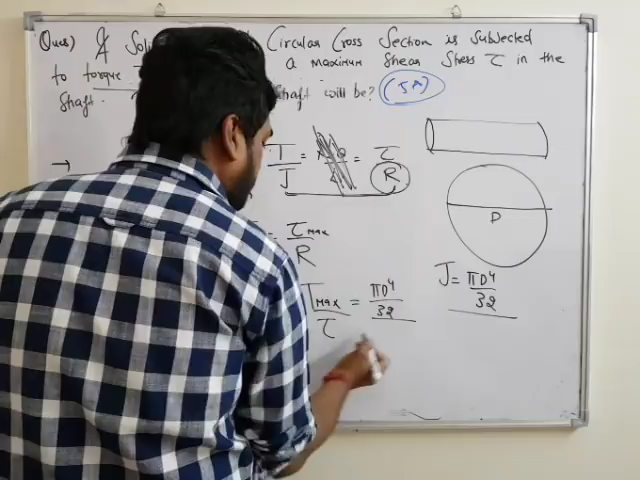 Ques) A Sol Circular Cross Section is subjected
to torque a maximum shear stress τ in the
shaft. shaft will be? (5M)
→ T/J = = τ/R
= τmax/R
Tmax/τ = πD⁴/32
D
J = πD⁴/32